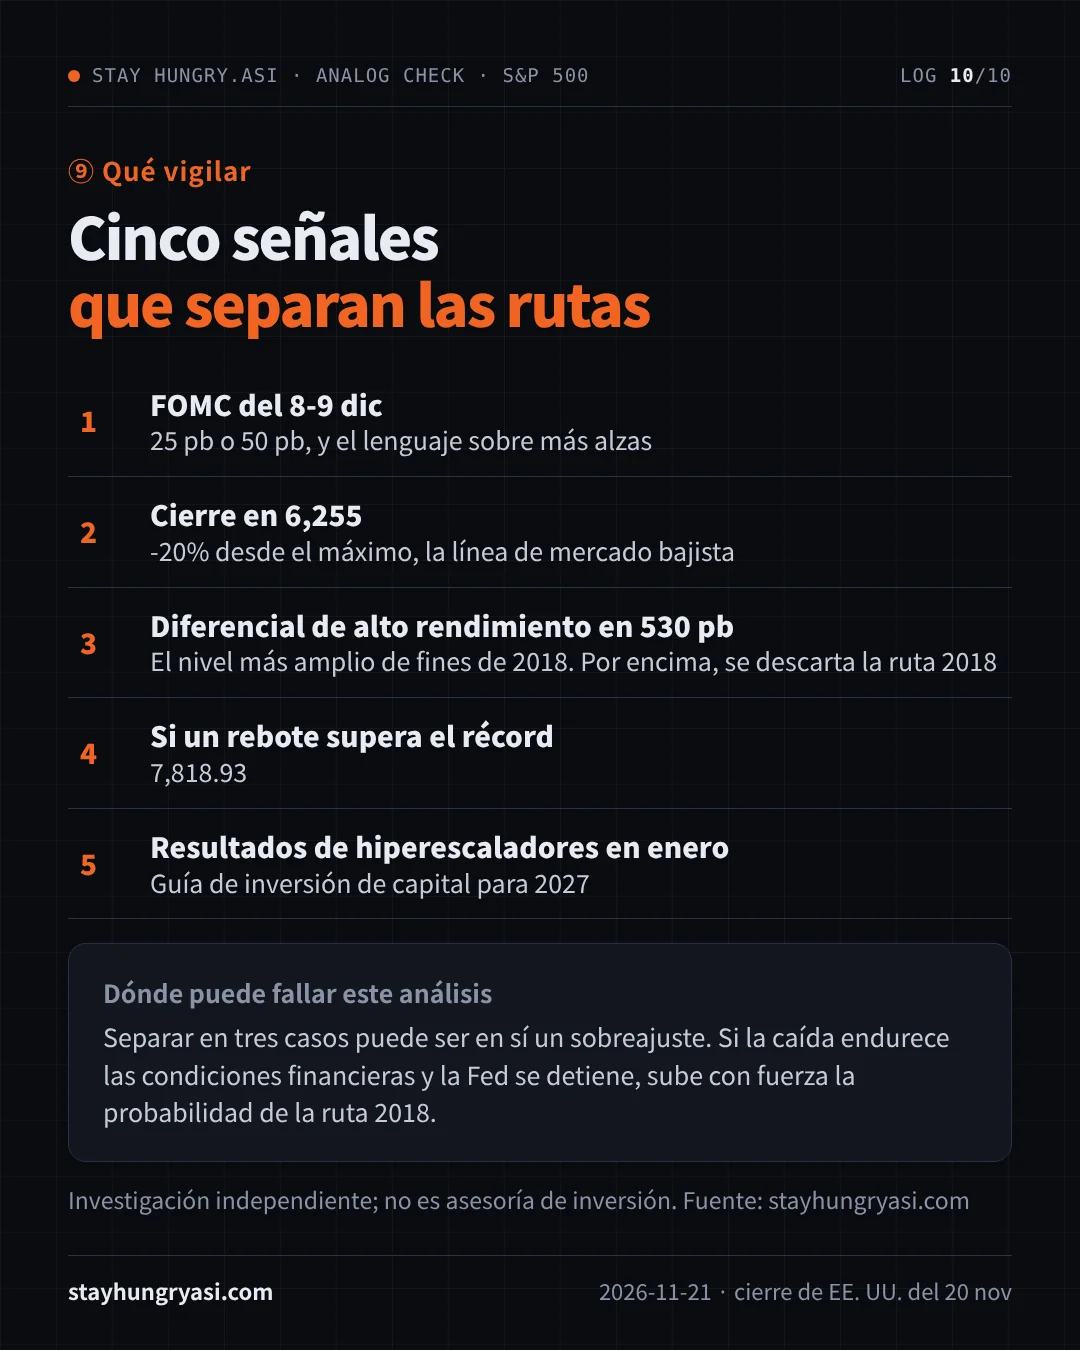 STAY HUNGRY.ASI · ANALOG CHECK · S&P 500
LOG 10/10
⑨ Qué vigilar
Cinco señales
que separan las rutas
1
FOMC del 8-9 dic
25 pb o 50 pb, y el lenguaje sobre más alzas
2
Cierre en 6,255
-20% desde el máximo, la línea de mercado bajista
3
Diferencial de alto rendimiento en 530 pb
El nivel más amplio de fines de 2018. Por encima, se descarta la ruta 2018
4
Si un rebote supera el récord
7,818.93
5
Resultados de hiperescaladores en enero
Guía de inversión de capital para 2027
Dónde puede fallar este análisis
Separar en tres casos puede ser en sí un sobreajuste. Si la caída endurece
las condiciones financieras y la Fed se detiene, sube con fuerza la
probabilidad de la ruta 2018.
Investigación independiente; no es asesoría de inversión. Fuente: stayhungryasi.com
stayhungryasi.com
2026-11-21 · cierre de EE. UU. del 20 nov